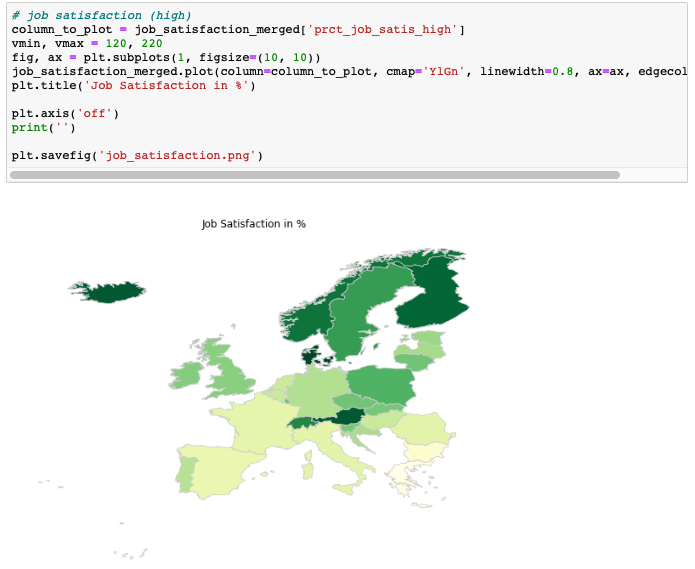 # job satisfaction (high)
column_to_plot = job_satisfaction_merged['prct_job_satis_high']
vmin, vmax = 120, 220
fig, ax = plt.subplots(1, figsize=(10, 10))
job_satisfaction_merged.plot(column=column_to_plot, cmap='YlGn', linewidth=0.8, ax=ax, edgecol
plt.title('Job Satisfaction in %')
plt.axis('off')
print('')
plt.savefig('job_satisfaction.png')
Job Satisfaction in %